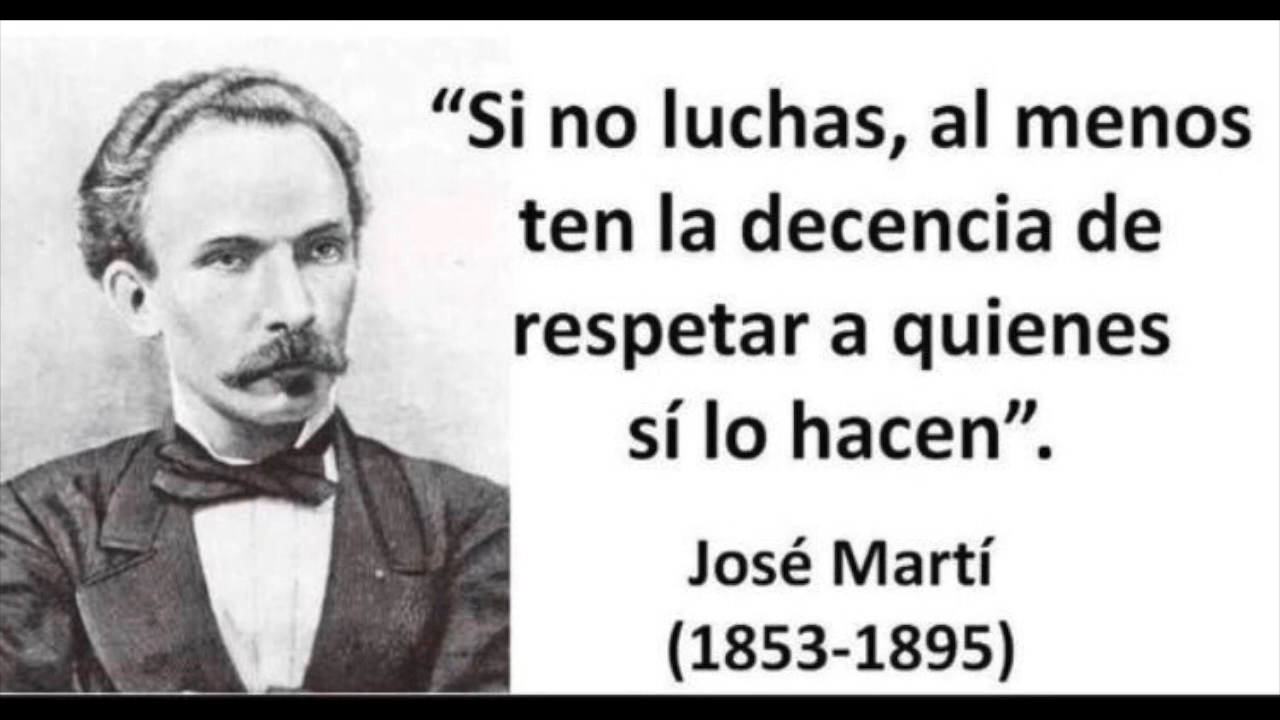 “Si no luchas, al menos
ten la decencia de
respetar a quienes
sí lo hacen”.
José Martí
(1853-1895)